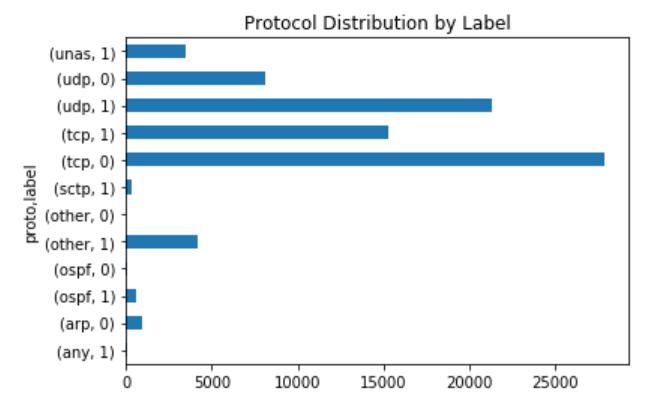 Protocol Distribution by Label
(unas, 1)
(udp, 0)
(udp, 1)
(tcp, 1)
(tcp, 0)
(sctp, 1)
(other, 0)
(other, 1)
(ospf, 0)
(ospf, 1)
(arp, 0)
(any, 1)
proto,label
0 5000 10000 15000 20000 25000